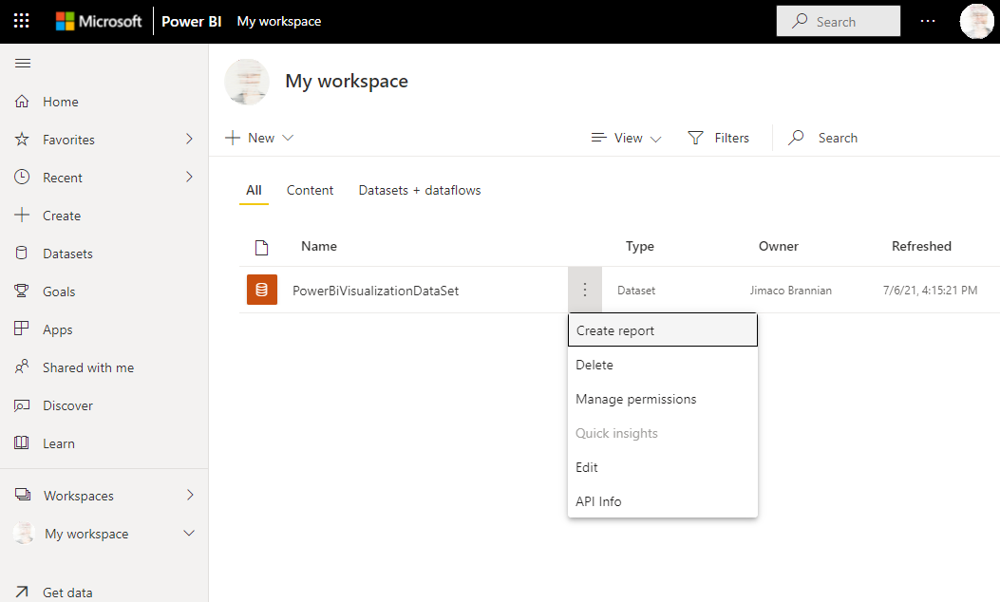 Microsoft Power BI My workspace Search
My workspace
Home
Favorites
Recent
Create
Datasets
Goals
Apps
Shared with me
Discover
Learn
Workspaces
My workspace
Get data
New View Filters Search
All Content Datasets + dataflows
Name Type Owner Refreshed
PowerBiVisualizationDataSet Dataset Jimaco Brannian 7/6/21, 4:15:21 PM
Create report
Delete
Manage permissions
Quick insights
Edit
API Info